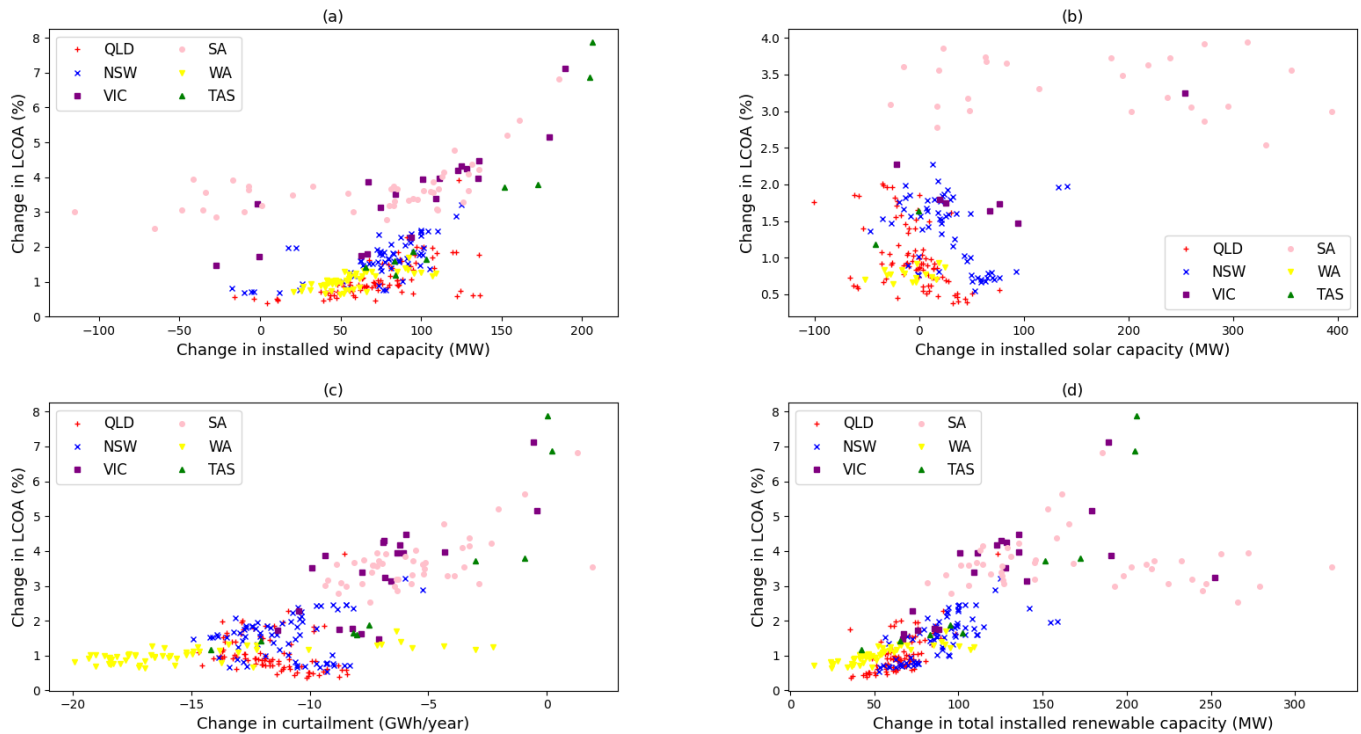 (a)
8
7
6
5
4
3
2
1
0
Change in LCOA (%)
QLD
NSW
VIC
SA
WA
TAS
−100
−50
0
50
100
150
200
Change in installed wind capacity (MW)
(b)
4.0
3.5
3.0
2.5
2.0
1.5
1.0
0.5
Change in LCOA (%)
QLD
NSW
VIC
SA
WA
TAS
−100
0
100
200
300
400
Change in installed solar capacity (MW)
(c)
8
7
6
5
4
3
2
1
0
Change in LCOA (%)
QLD
NSW
VIC
SA
WA
TAS
−20
−15
−10
−5
0
Change in curtailment (GWh/year)
(d)
8
7
6
5
4
3
2
1
0
Change in LCOA (%)
QLD
NSW
VIC
SA
WA
TAS
0
50
100
150
200
250
300
Change in total installed renewable capacity (MW)